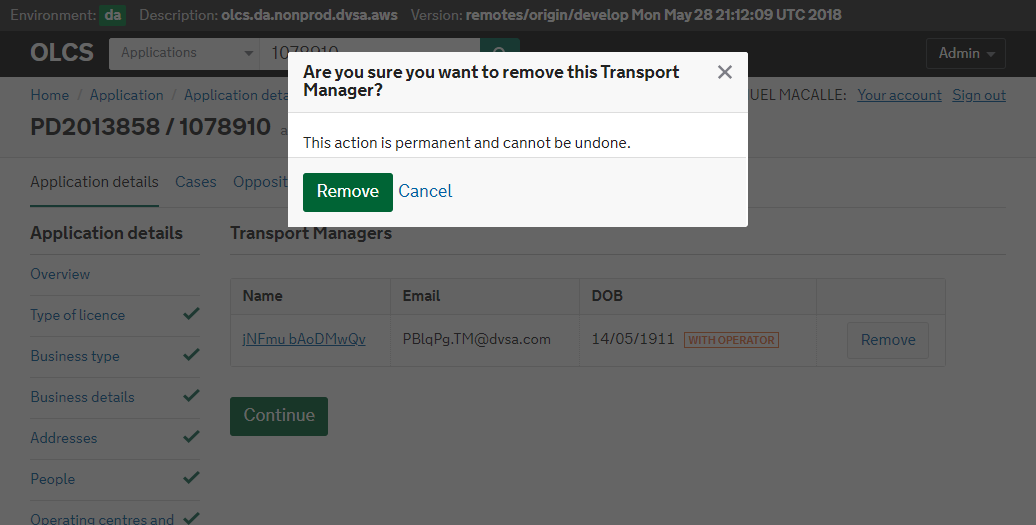 Environment: da Description: olcs.da.nonprod.dvsa.aws Version: remotes/origin/develop Mon May 28 21:12:09 UTC 2018
OLCS Applications 1078910 Admin
Are you sure you want to remove this Transport Manager?
Home / Application / Application deta UEL MACALLE: Your account Sign out
PD2013858 / 1078910 a
This action is permanent and cannot be undone.
Application details Cases Opposit
Remove Cancel
Application details
Transport Managers
Overview
Type of licence
Business type
Business details
Addresses
People
Operating centres and
Name Email DOB
jNFmu bAoDMwQv PBlqPg.TM@dvsa.com 14/05/1911 WITH OPERATOR Remove
Continue